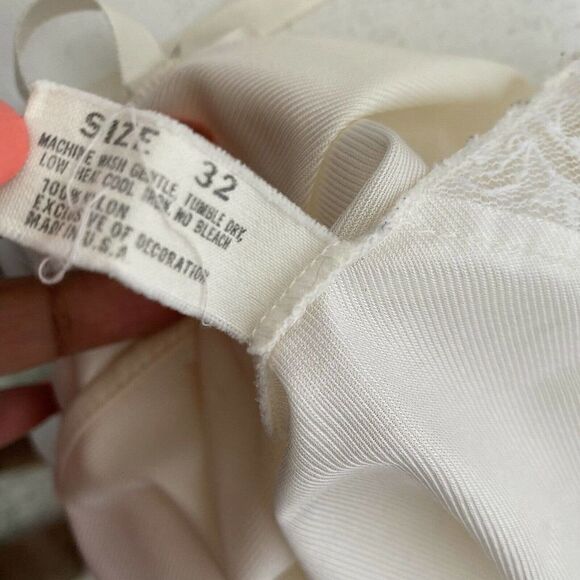 SIZE 32
MACHINE WASH GENTLE, TUMBLE DRY,
LOW HEAT COOL IRON, NO BLEACH
100% NYLON
EXCLUSIVE OF DECORATION
MADE IN U.S.A